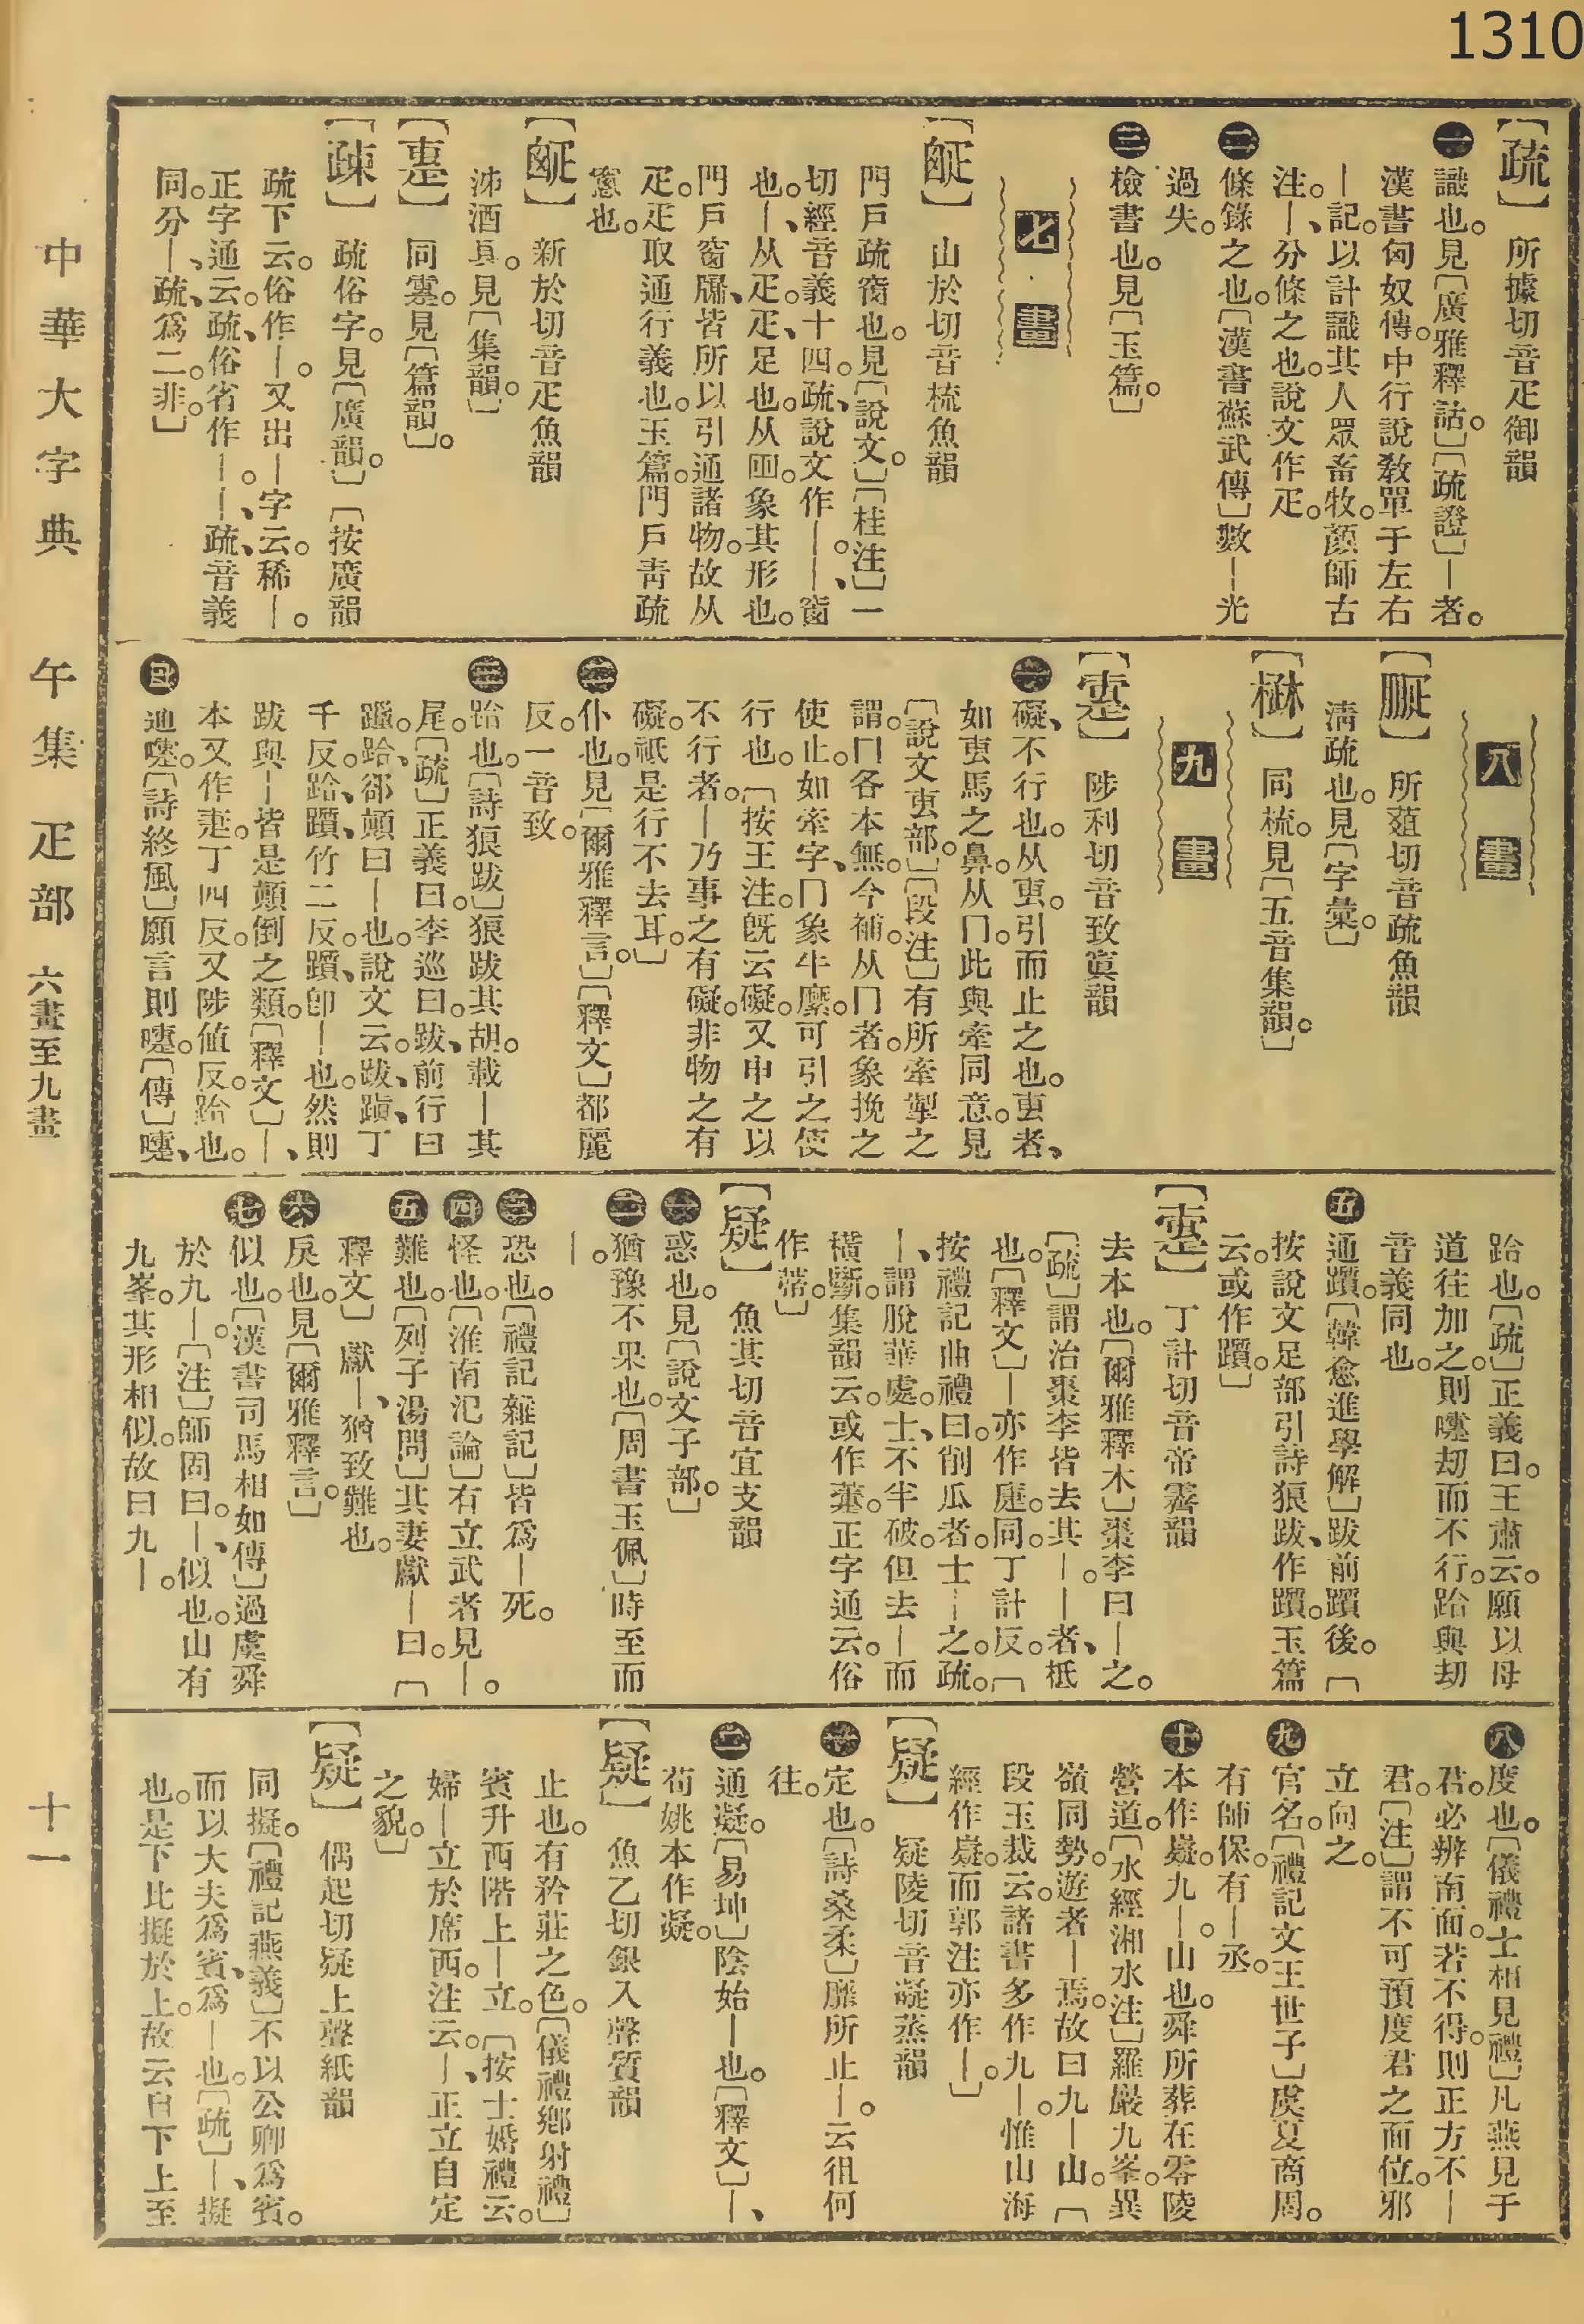 1310
【疏】 所據切音疋御韻
㊀識也。見〔廣雅釋詁。〕〔疏證〕｜者。
漢書匈奴傳。中行說敎單于左右
｜記。以計識其人眾畜牧。顏師古
注。｜、分條之也。說文作疋。
㊁條錄之也。〔漢書蘇武傳〕數｜光
過失。
㊂檢書也。見〔玉篇。〕
七 畫
山於切音梳魚韻
門戶疏窗也。見〔說文。〕〔桂注〕一
切經音義十四。疏、說文作｜。｜、窗
也。｜、从疋。疋、足也。从囪。象其形也。
門戶窗牖、皆所以引通諸物。故从
疋。疋取通行義也。玉篇。門戶靑疏
窻也。
新於切音疋魚韻
泲酒具。見〔集韻。〕
【疐】 同疐。見〔篇韻。〕
【疎】 疏俗字。見〔廣韻。〕〔按廣韻
疏下云。俗作｜。又出｜字云。稀｜。
正字通云。疏、俗省作｜。｜、疏、音義
同。分｜、疏、爲二。非。〕
八 畫
所葅切音疏魚韻
淸疏也。見〔字彙。〕
同梳。見〔五音集韻。〕
九 畫
【疐】 陟利切音致寘韻
㊀礙、不行也。从叀。引而止之也。叀者、
如叀馬之鼻。从冂。此與牽同意。見
〔說文叀部。〕〔段注〕有所牽掣之
謂。冂各本無。今補。从冂者。象挽之
使止。如牽字、冂象牛縻。可引之使
行也。〔按王注。旣云礙。又申之以
不行者。｜乃事之有礙。非物之有
礙。祇是行不去耳。〕
㊁仆也。見〔爾雅釋言。〕〔釋文〕都麗
反。一音致。
㊂跲也。〔詩狼跋〕狼跋其胡。載｜其
尾。〔疏〕正義曰。李巡曰。跋、前行曰
躐。跲、郤顛曰｜也。說文云。跋、蹎、丁
千反。跲、躓、竹二反。躓、卽｜也。然則
跋與｜皆是顛倒之類。〔釋文〕｜、
本又作疌。丁四反。又陟値反。跲也。
㊃通嚏。〔詩終風〕願言則嚏。〔傳〕嚏、
跲也。〔疏〕正義曰。王肅云。願以母
道往加之。則嚏劫而不行。跲與劫
音義同也。
㊄通躓。〔韓愈進學解〕跋前躓後。〔
按說文足部引詩狼跋、作躓。玉篇
云。或作躓。〕
【疐】 丁計切音帝霽韻
去本也。〔爾雅釋木〕棗李曰｜之。
〔疏〕謂治棗李皆去其｜。｜者、柢
也。〔釋文〕｜亦作疌。同。丁計反。〔
按禮記曲禮曰。削瓜者。士｜之。疏。
｜、謂脫華處。士、不半破。但去｜而
橫斷。集韻云。或作蔕。正字通云。俗
作蒂。〕
【疑】 魚其切音宜支韻
㊀惑也。見〔說文子部。〕
㊁猶豫不果也。〔周書玉佩〕時至而
｜。
㊂恐也。〔禮記雜記〕皆爲｜死。
㊃怪也。〔淮南氾論〕有立武者見｜。
㊄難也。〔列子湯問〕其妻獻｜曰。〔
釋文〕獻｜、猶致難也。
㊅戾也。見〔爾雅釋言。〕
㊆似也。〔漢書司馬相如傳〕過虞舜
於九｜。〔注〕師固曰。｜、似也。山有
九峯。其形相似。故曰九｜。
㊇度也。〔儀禮士相見禮〕凡燕見于
君。必辨南面。若不得。則正方不｜
君。〔注〕謂不可預度君之面位。邪
立向之。
㊈官名。〔禮記文王世子〕虞夏商周。
有師保。有｜丞。
㊉本作嶷。九｜。山也。舜所葬在零陵
營道。〔水經湘水注〕羅巖九峯。異
嶺同勢。遊者｜焉。故曰九｜山。〔
段玉裁云。諸書多作九｜。惟山海
經作嶷。而郭注亦作｜。〕
【疑】 疑陵切音凝蒸韻
㊀定也。〔詩桑柔〕靡所止｜。云徂何
往。
㊁通凝。〔易坤〕陰始｜也。〔釋文〕｜、
荀姚本作凝。
【疑】 魚乙切銀入聲質韻
止也。有矜莊之色。〔儀禮鄕射禮〕
賓升西階上｜立。〔按士婚禮云。
婦｜立於席西。注云。｜、正立自定
之貌。〕
【疑】 偶起切疑上聲紙韻
同擬。〔禮記燕義〕不以公卿爲賓。
而以大夫爲賓、爲｜也。〔疏〕｜、擬
也。是下比擬於上。故云自下上至
中華大字典 午集 疋部 六畫至九畫 十一